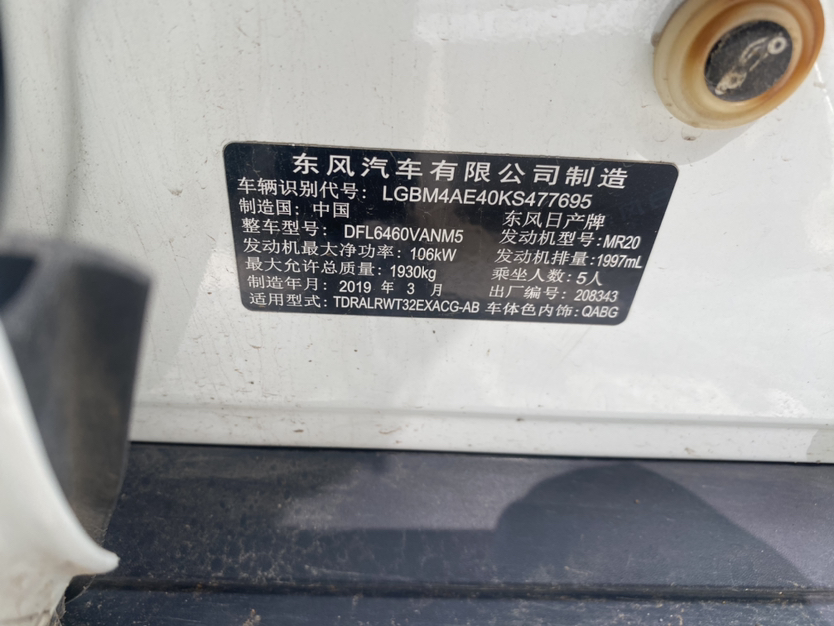 东风汽车有限公司制造
车辆识别代号: LGBM4AE40KS477695
制造国: 中国 东风日产牌
整车型号: DFL6460VANM5 发动机型号:MR20
发动机最大净功率: 106kW 发动机排量:1997mL
最大允许总质量: 1930kg 乘坐人数: 5人
制造年月: 2019 年 3 月 出厂编号: 208343
适用型式: TDRALRWT32EXACG-AB 车体色内饰:QABG